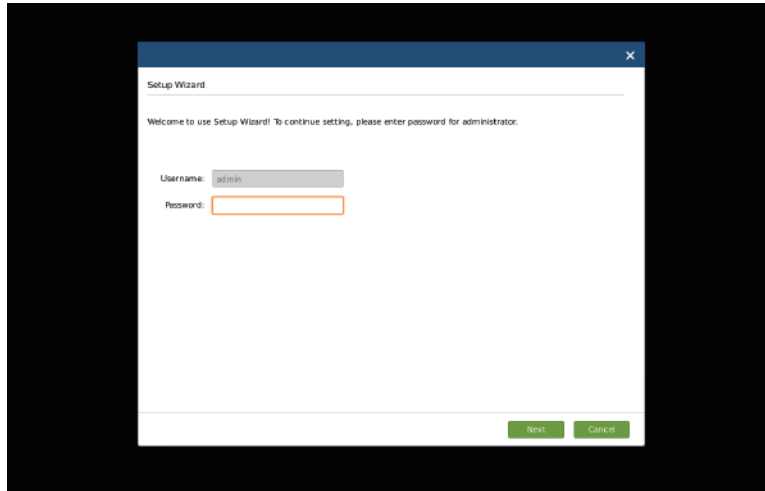 Setup Wizard
Welcome to use Setup Wizard! To continue setting, please enter password for administrator.
Username: admin
Password:
Next Cancel